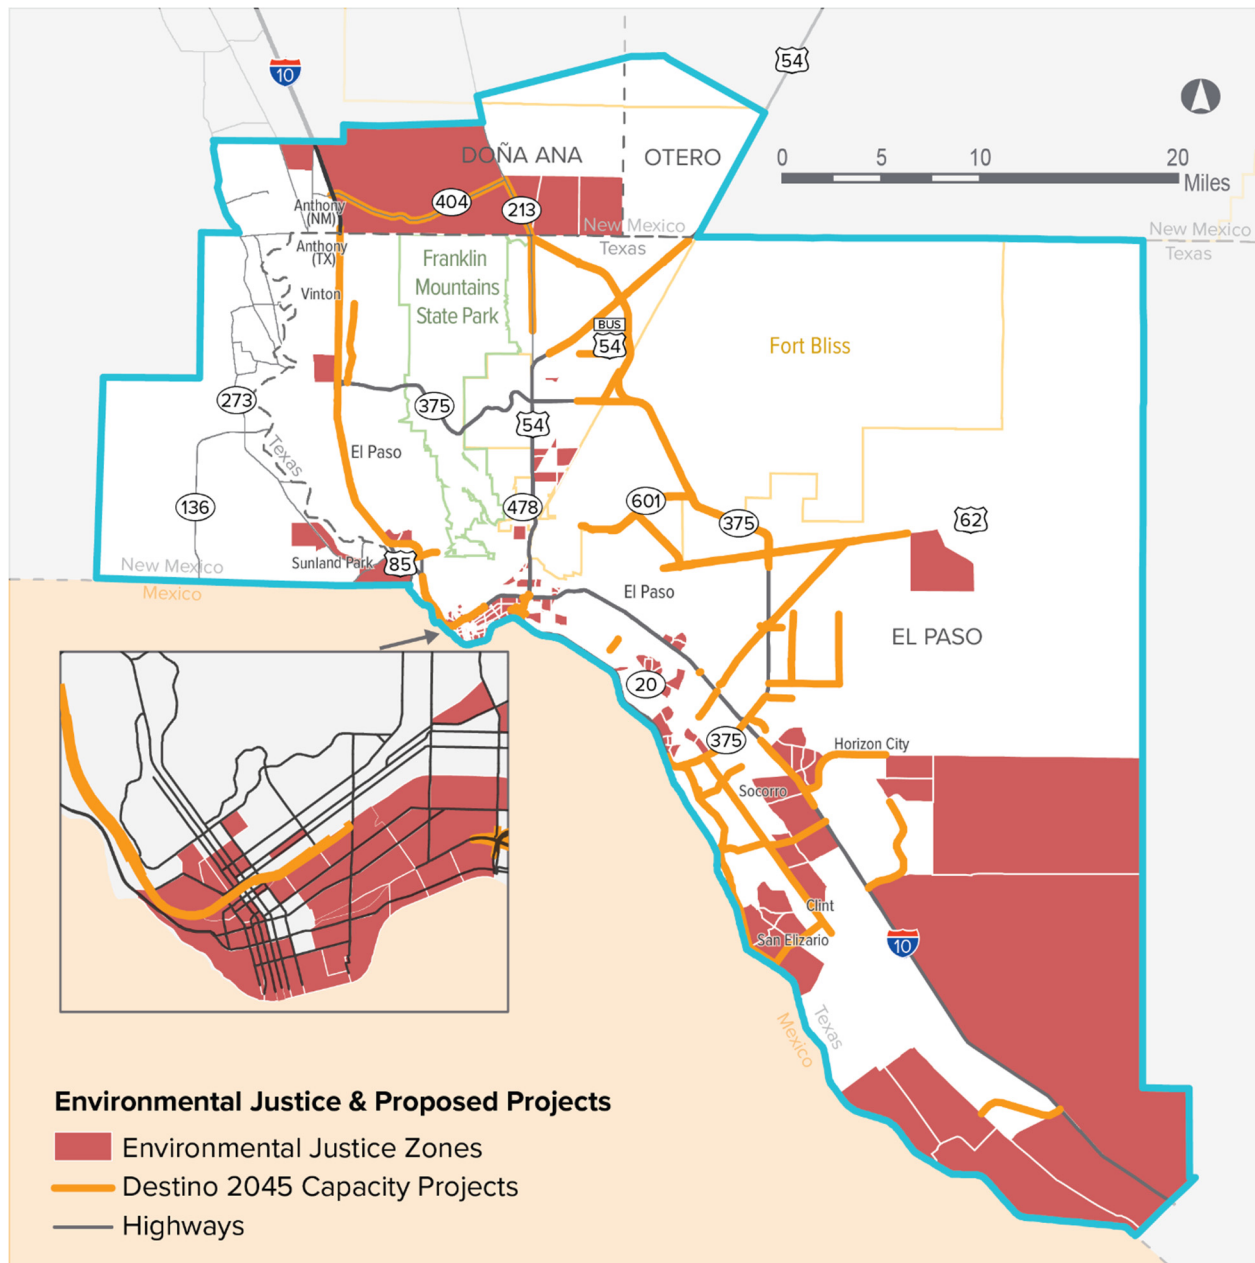 54
10
0 5 10 20
Miles
DOÑA ANA
OTERO
404
213
Anthony
(NM)
New Mexico
Texas
New Mexico
Texas
Anthony
(TX)
Vinton
Franklin
Mountains
State Park
BUS
54
Fort Bliss
273
375
54
Texas
El Paso
136
478
601
375
62
New Mexico
Mexico
Sunland Park
85
El Paso
EL PASO
20
375
Horizon City
Socorro
Clint
San Elizario
10
Mexico
Texas
Environmental Justice & Proposed Projects
Environmental Justice Zones
Destino 2045 Capacity Projects
Highways